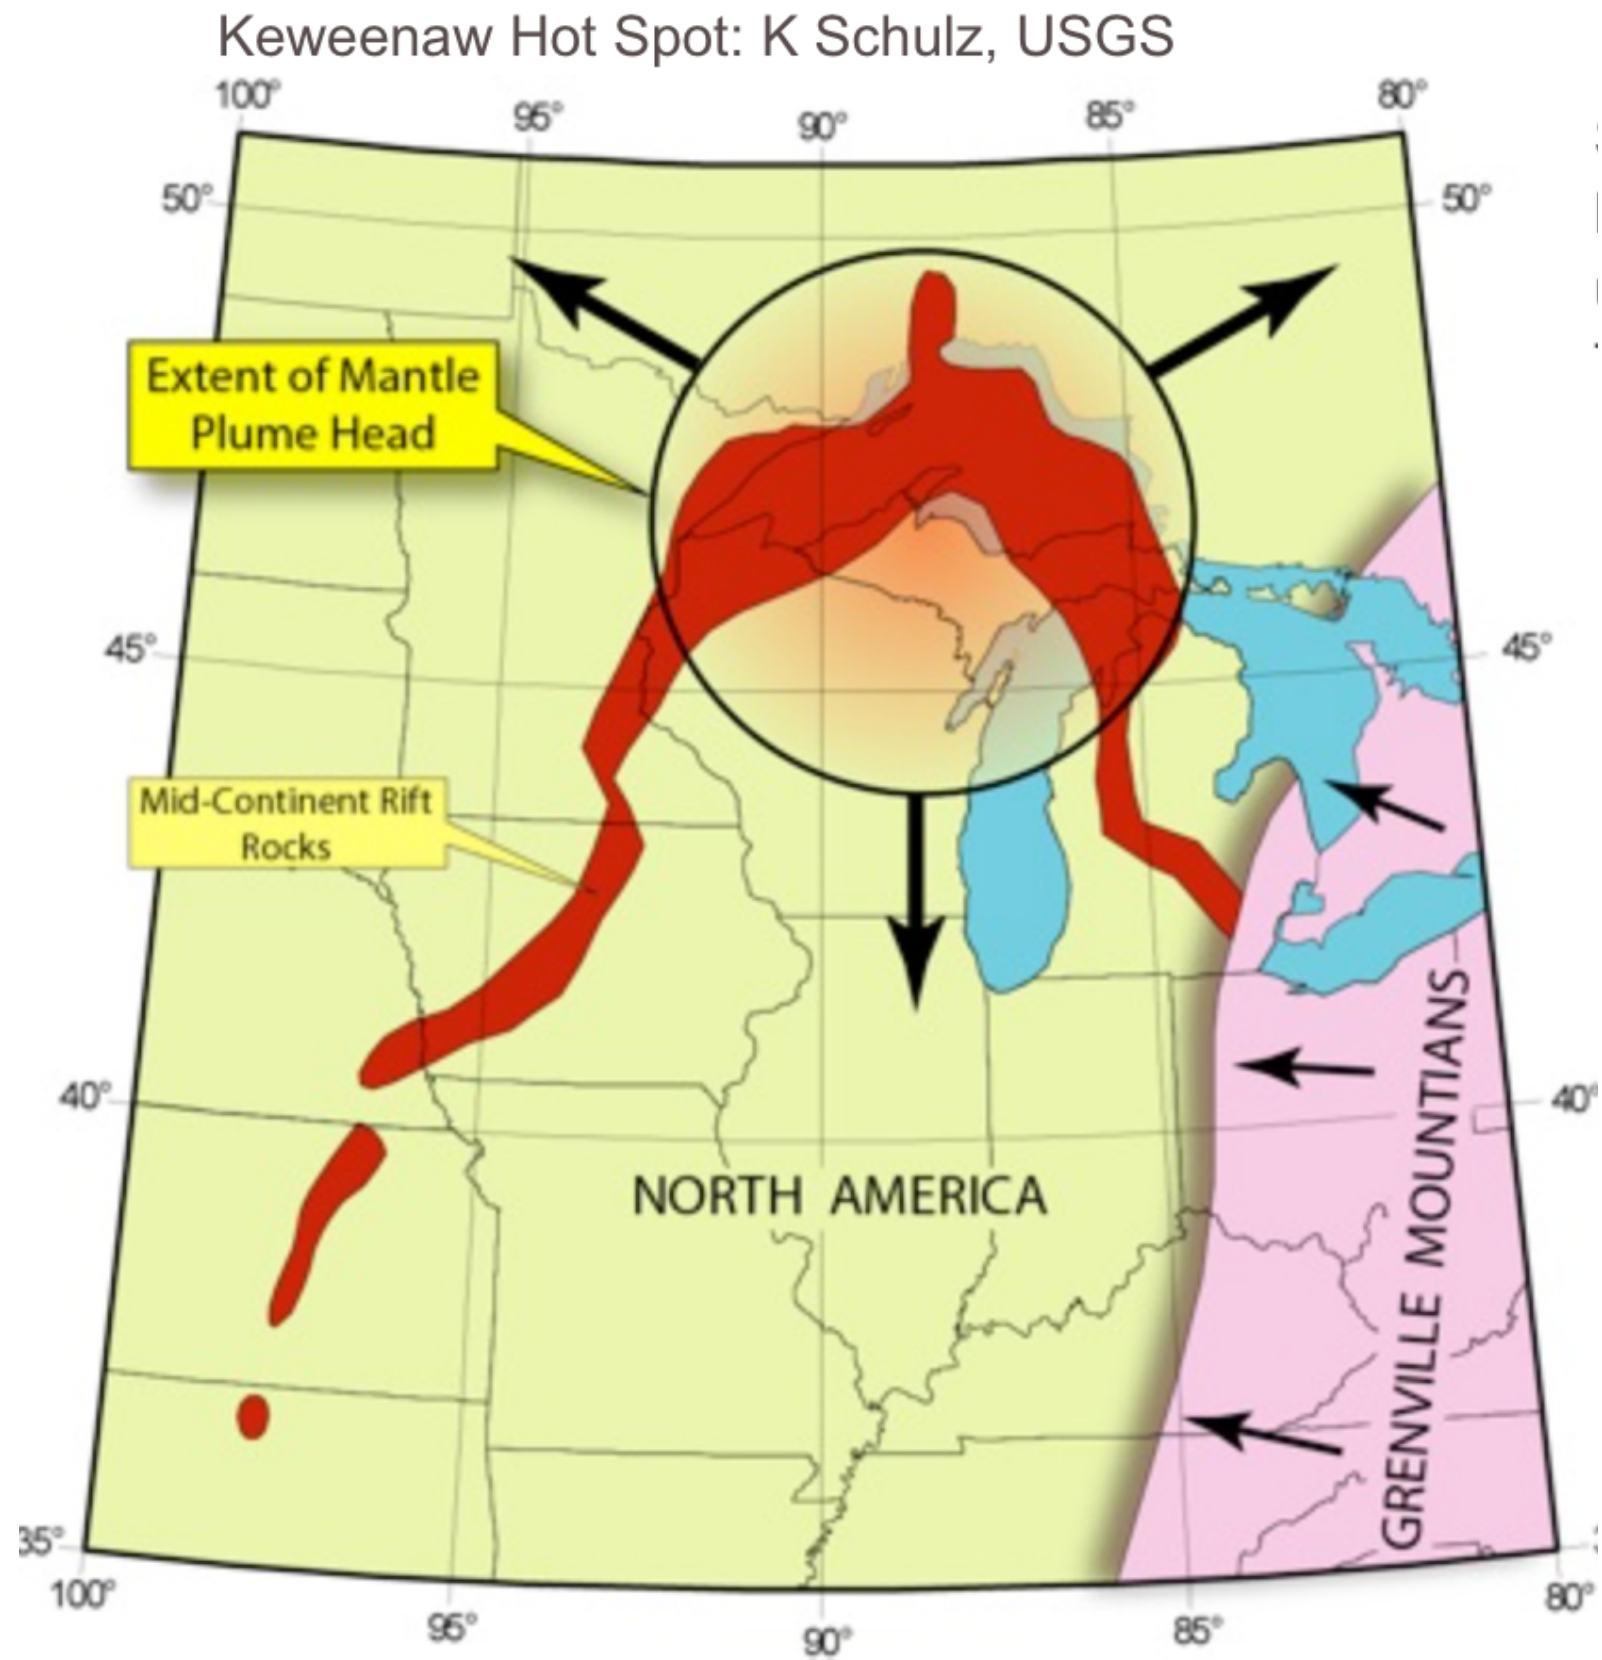 Keweenaw Hot Spot: K Schulz, USGS
100° 95° 90° 85° 80°
50° 50°
Extent of Mantle
Plume Head
45° 45°
Mid-Continent Rift
Rocks
40° 40°
NORTH AMERICA
GRENVILLE MOUNTIANS
35°
100° 95° 90° 85° 80°